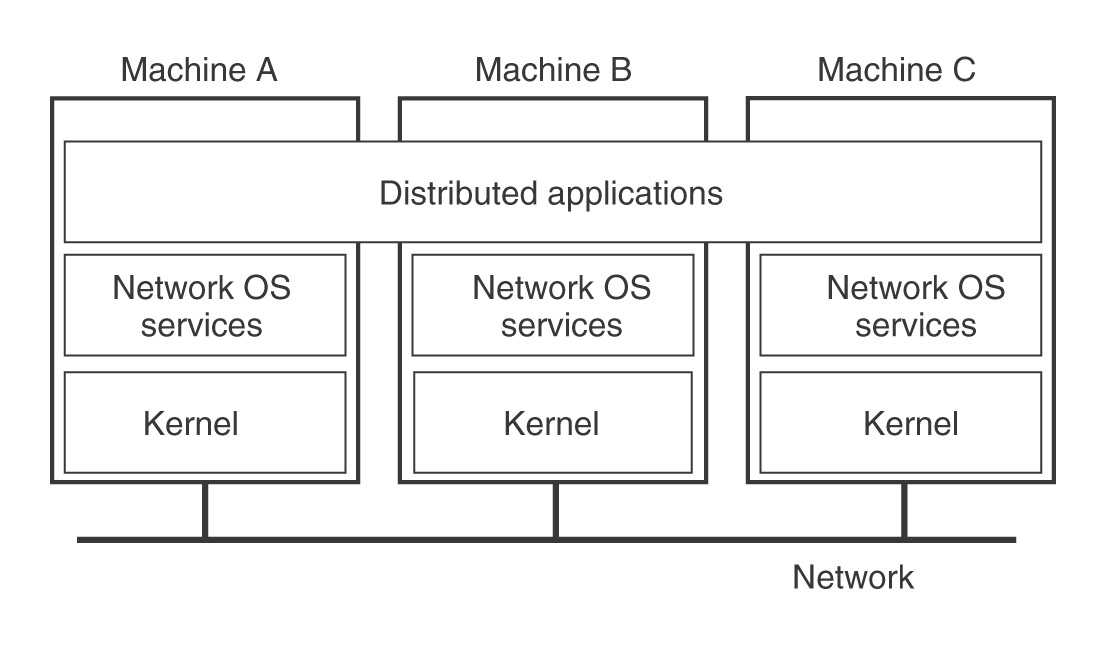 Machine A
Machine B
Machine C
Distributed applications
Network OS
services
Network OS
services
Network OS
services
Kernel
Kernel
Kernel
Network